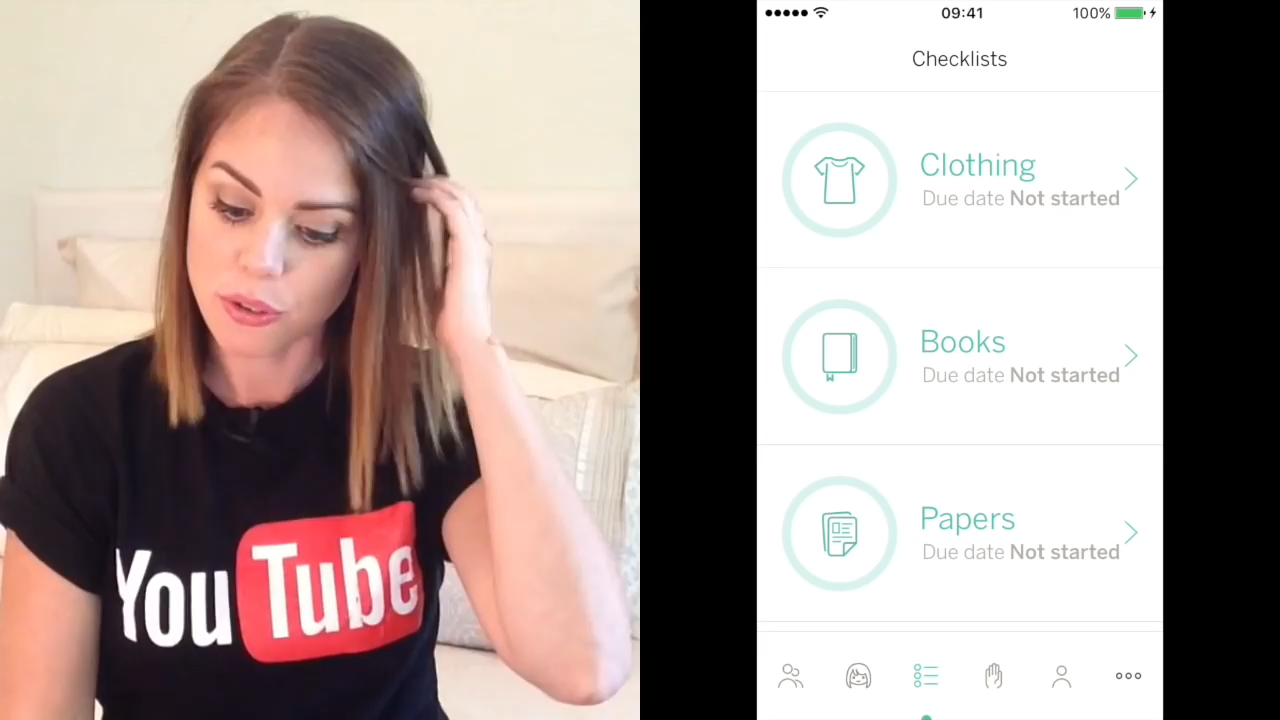 YouTube
09:41
100%
Checklists
Clothing
Due date Not started
Books
Due date Not started
Papers
Due date Not started